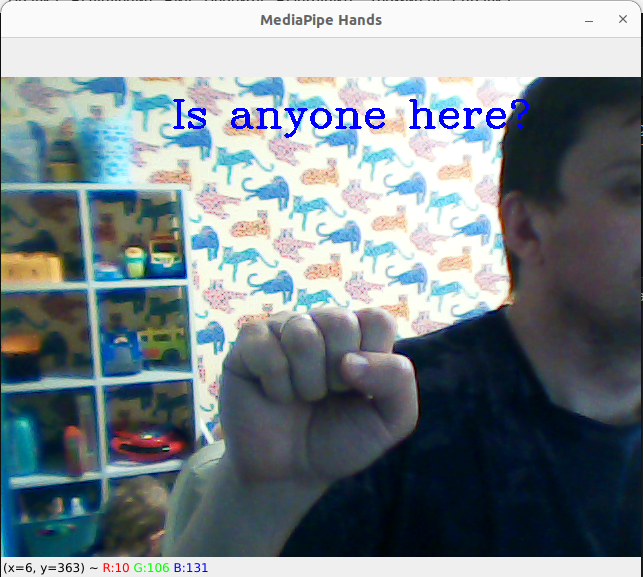 MediaPipe Hands
Is anyone here?
(x=6, y=363) ~ R:10 G:106 B:131